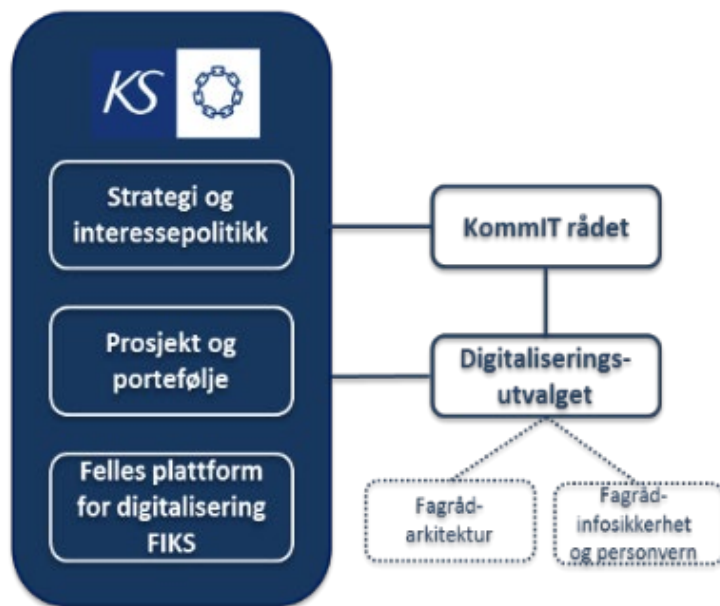 KS
Strategi og
interessepolitikk
KommIT rådet
Prosjekt og
portefølje
Digitaliserings-
utvalget
Felles plattform
for digitalisering
FIKS
Fagråd-
arkitektur
Fagråd-
infosikkerhet
og personvern